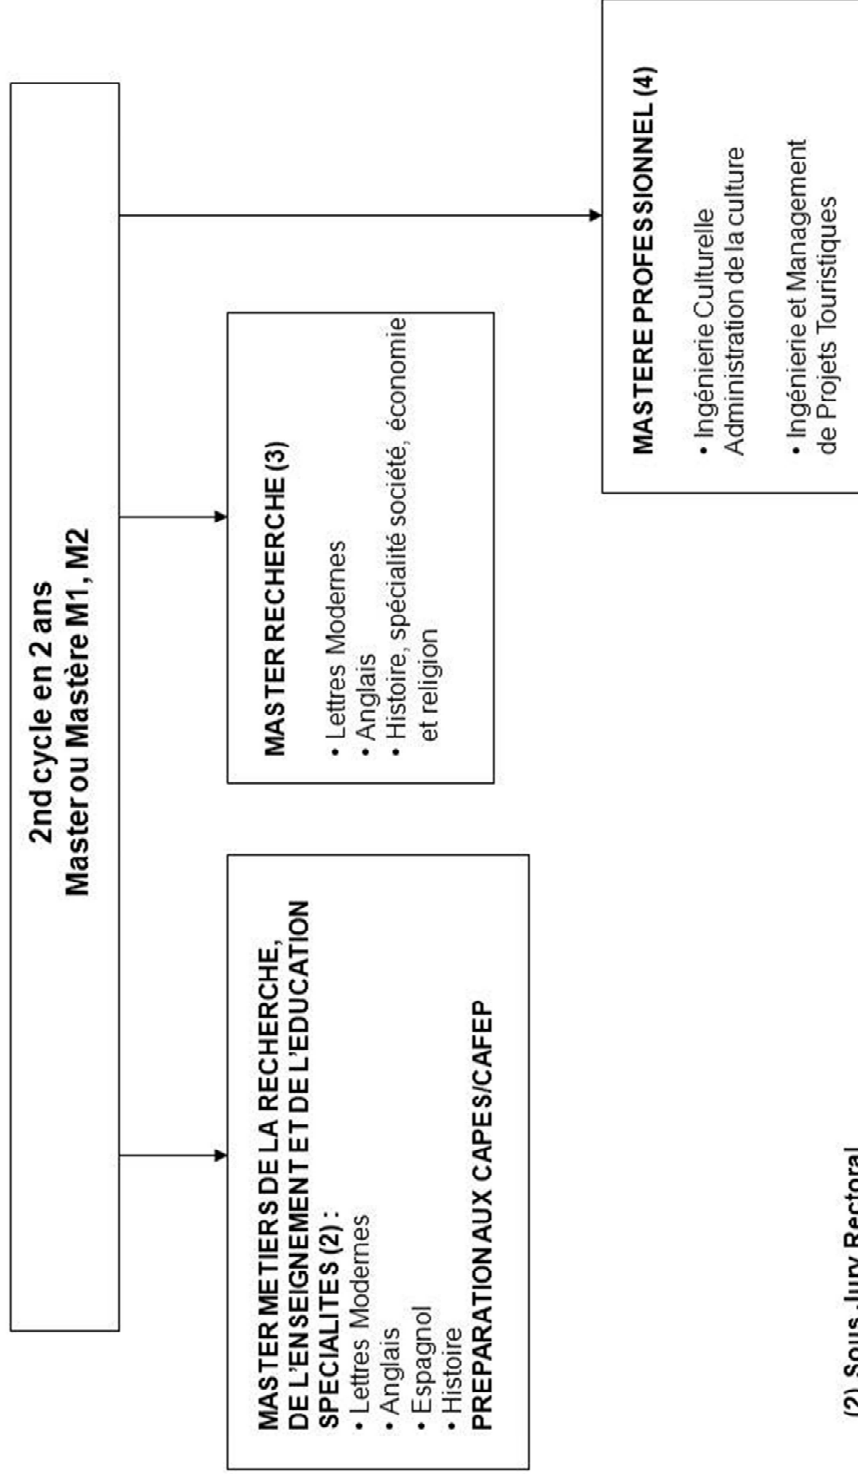 2nd cycle en 2 ans
Master ou Mastère M1, M2
MASTER METIERS DE LA RECHERCHE,
DE L'ENSEIGNEMENT ET DE L'EDUCATION
SPECIALITES (2) :
• Lettres Modernes
• Anglais
• Espagnol
• Histoire
PREPARATION AUX CAPES/CAFEP
MASTER RECHERCHE (3)
• Lettres Modernes
• Anglais
• Histoire, spécialité société, économie
et religion
MASTERE PROFESSIONNEL (4)
• Ingénierie Culturelle
Administration de la culture
• Ingénierie et Management
de Projets Touristiques
(2) Sous Jury Rectoral